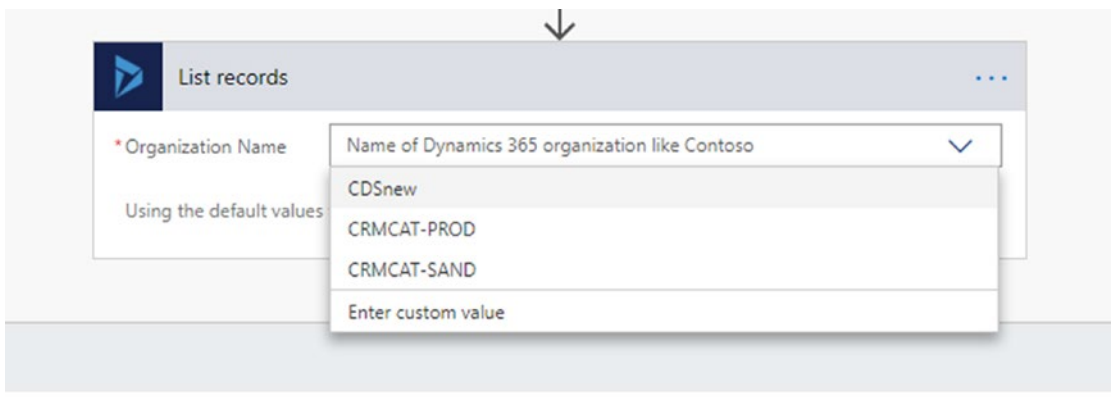 List records
...
* Organization Name
Name of Dynamics 365 organization like Contoso
Using the default values
CDSnew
CRMCAT-PROD
CRMCAT-SAND
Enter custom value